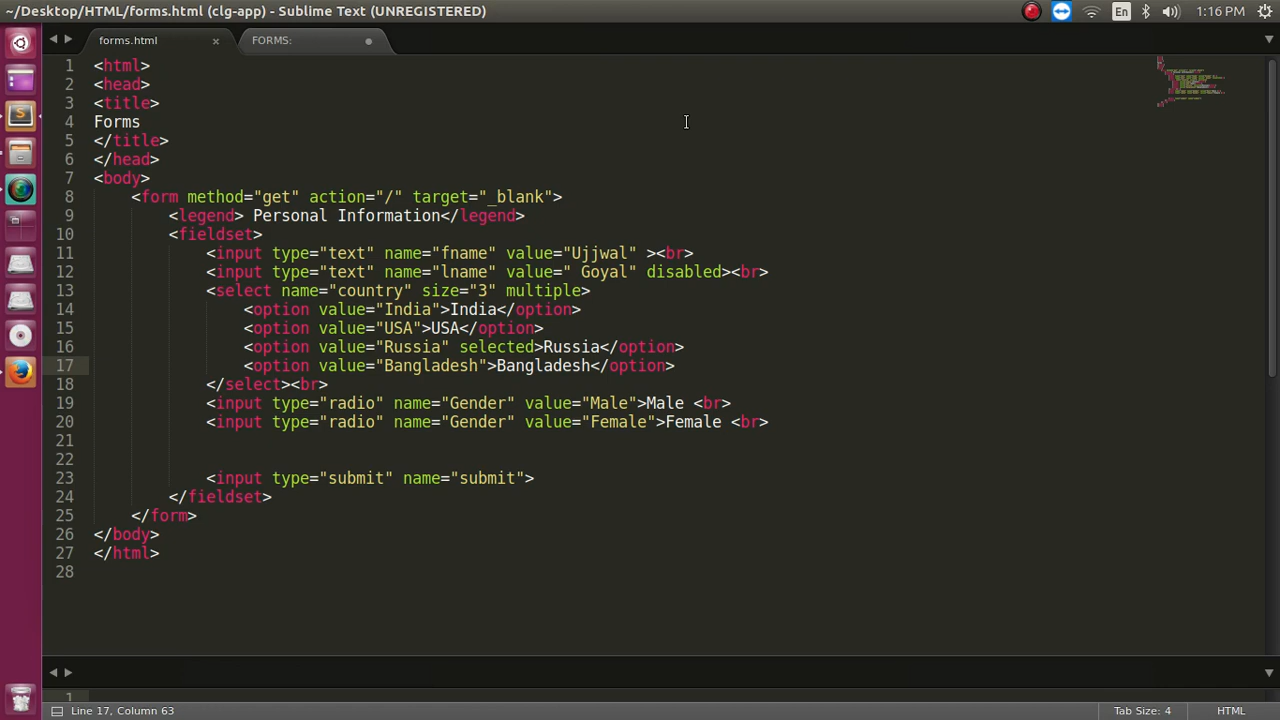 ~/Desktop/HTML/forms.html (clg-app) - Sublime Text (UNREGISTERED)
En
1:16 PM
forms.html
FORMS:
1 <html>
2 <head>
3 <title>
4 Forms
5 </title>
6 </head>
7 <body>
8 <form method="get" action="/" target="_blank">
9 <legend> Personal Information</legend>
10 <fieldset>
11 <input type="text" name="fname" value="Ujjwal" ><br>
12 <input type="text" name="lname" value=" Goyal" disabled><br>
13 <select name="country" size="3" multiple>
14 <option value="India">India</option>
15 <option value="USA">USA</option>
16 <option value="Russia" selected>Russia</option>
17 <option value="Bangladesh">Bangladesh</option>
18 </select><br>
19 <input type="radio" name="Gender" value="Male">Male <br>
20 <input type="radio" name="Gender" value="Female">Female <br>
21
22
23 <input type="submit" name="submit">
24 </fieldset>
25 </form>
26 </body>
27 </html>
28
1
Line 17, Column 63
Tab Size: 4
HTML